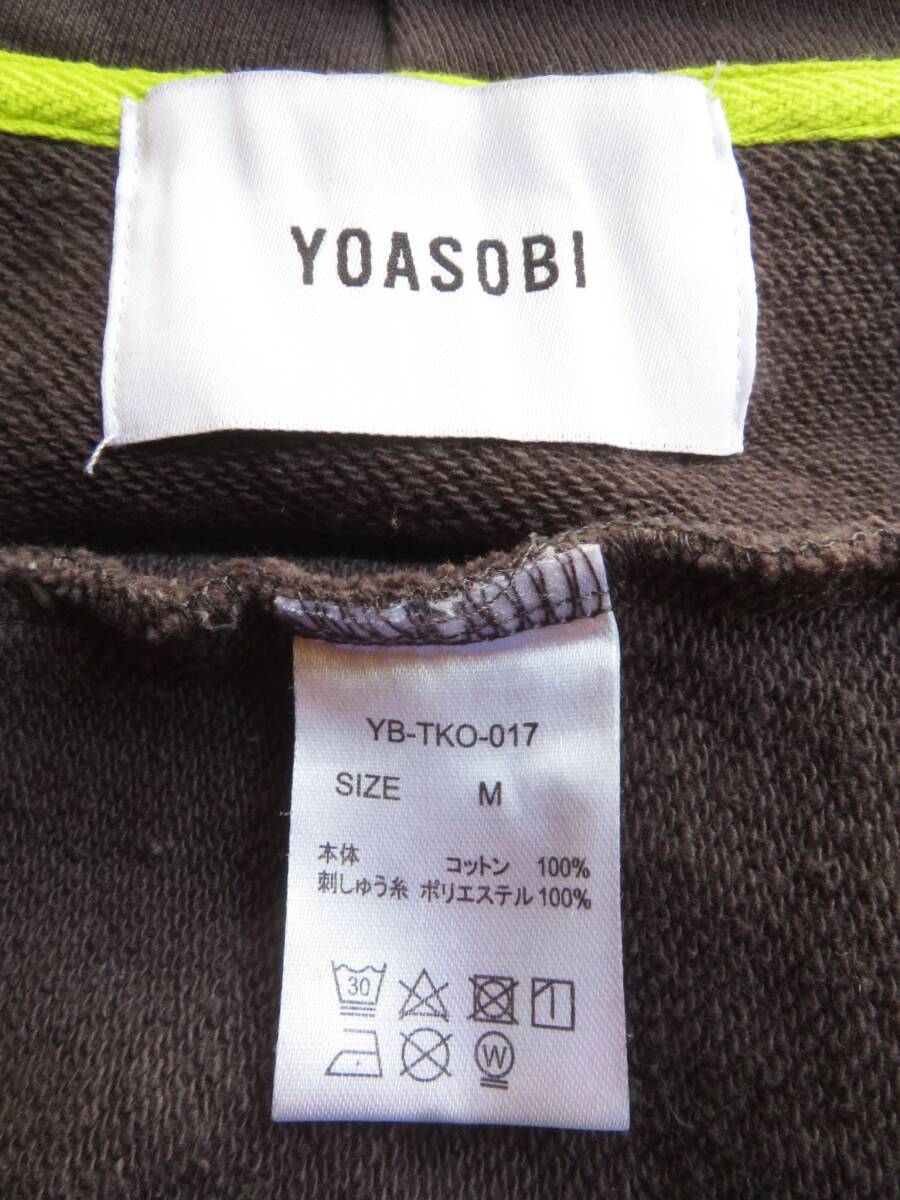 YOASOBI
YB-TKO-017
SIZE M
本体 コットン 100%
刺しゅう糸 ポリエステル 100%
30
W